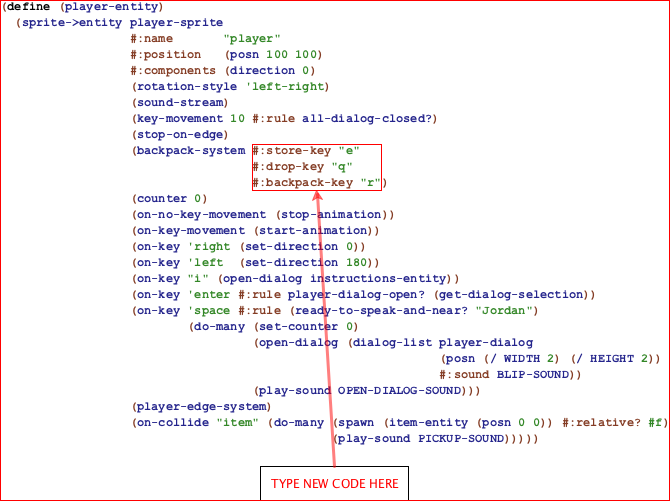 (define (player-entity)
  (sprite->entity player-sprite
                  #:name       "player"
                  #:position   (posn 100 100)
                  #:components (direction 0)
                  (rotation-style 'left-right)
                  (sound-stream)
                  (key-movement 10 #:rule all-dialog-closed?)
                  (stop-on-edge)
                  (backpack-system #:store-key "e"
                                   #:drop-key "q"
                                   #:backpack-key "r")
                  (counter 0)
                  (on-no-key-movement (stop-animation))
                  (on-key-movement (start-animation))
                  (on-key 'right (set-direction 0))
                  (on-key 'left  (set-direction 180))
                  (on-key "i" (open-dialog instructions-entity))
                  (on-key 'enter #:rule player-dialog-open? (get-dialog-selection))
                  (on-key 'space #:rule (ready-to-speak-and-near? "Jordan")
                          (do-many (set-counter 0)
                                   (open-dialog (dialog-list player-dialog
                                                             (posn (/ WIDTH 2) (/ HEIGHT 2))
                                                             #:sound BLIP-SOUND))
                                   (play-sound OPEN-DIALOG-SOUND)))
                  (player-edge-system)
                  (on-collide "item" (do-many (spawn (item-entity (posn 0 0)) #:relative? #f)
                                              (play-sound PICKUP-SOUND)))))
TYPE NEW CODE HERE